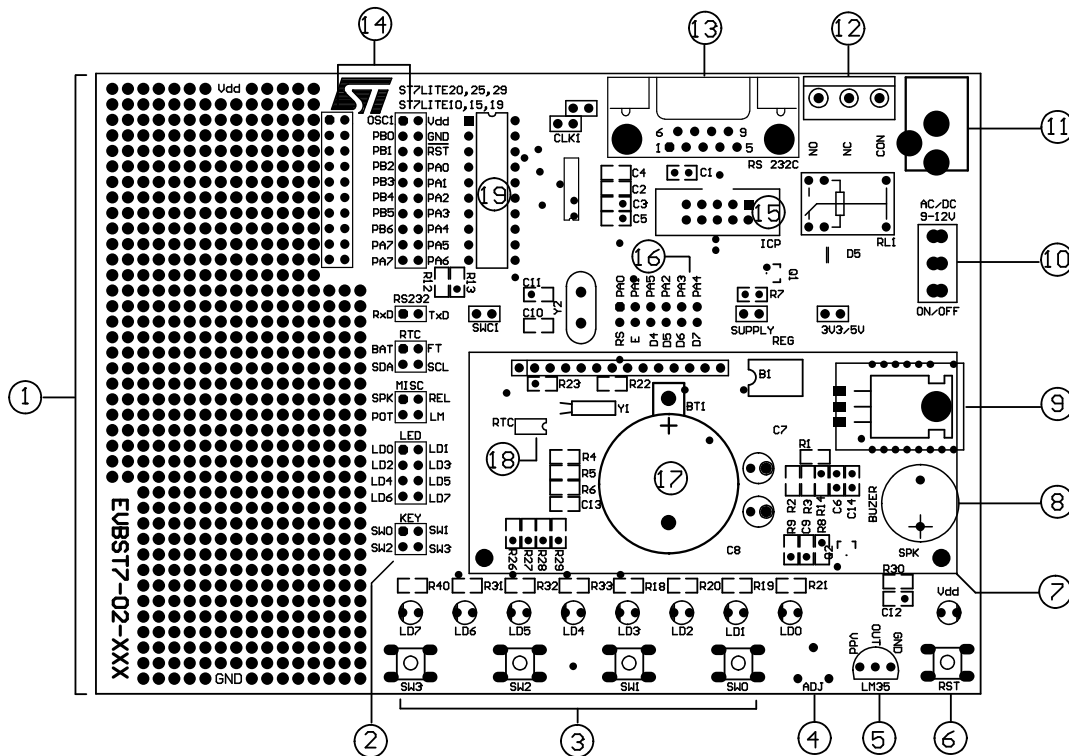 14
13
12
Vdd
ST
ST7LITE20,25,29
ST7LITE10,15,19
OSC1 Vdd
PB0 GND
PB1 RST
PB2 PA0
PB3 PA1
PB4 PA2
PB5 PA3
PB6 PA4
PA7 PA5
PA7 PA6
19
CLK1
6 9
1 5
RS 232C
NO NC CON
11
C4
C2
C3
C5
C1
15
ICP
RL1
AC/DC
9-12V
10
ON/OFF
D5
16
Q1
R12 R13
C11
C10
Y2
RS232
RxD TxD
SWC1
PA0 PA5 PA2 PA3 PA4
RS E D4 D5 D6 D7
R7
SUPPLY
REG
3V3/5V
RTC
BAT FT
SDA SCL
MISC
SPK REL
POT LM
LED
LD0 LD1
LD2 LD3
LD4 LD5
LD6 LD7
KEY
SW0 SW1
SW2 SW3
1
R23 R22
B1
Y1
BT1
+
RTC
18
17
C7
9
R4
R5
R6
C13
R1
R2 R3 R14 C6 C14
R9 C9 R8
Q2
BUZER
8
+
SPK
R26 R27 R28 R29
C8
EVBST7-02-XXX
R40 R31 R32 R33 R18 R20 R19 R21
R30
C12
Vdd
7
LD7 LD6 LD5 LD4 LD3 LD2 LD1 LD0
Vdd OUT GND
GND
SW3 SW2 SW1 SW0 ADJ LM35 RST
2 3 4 5 6